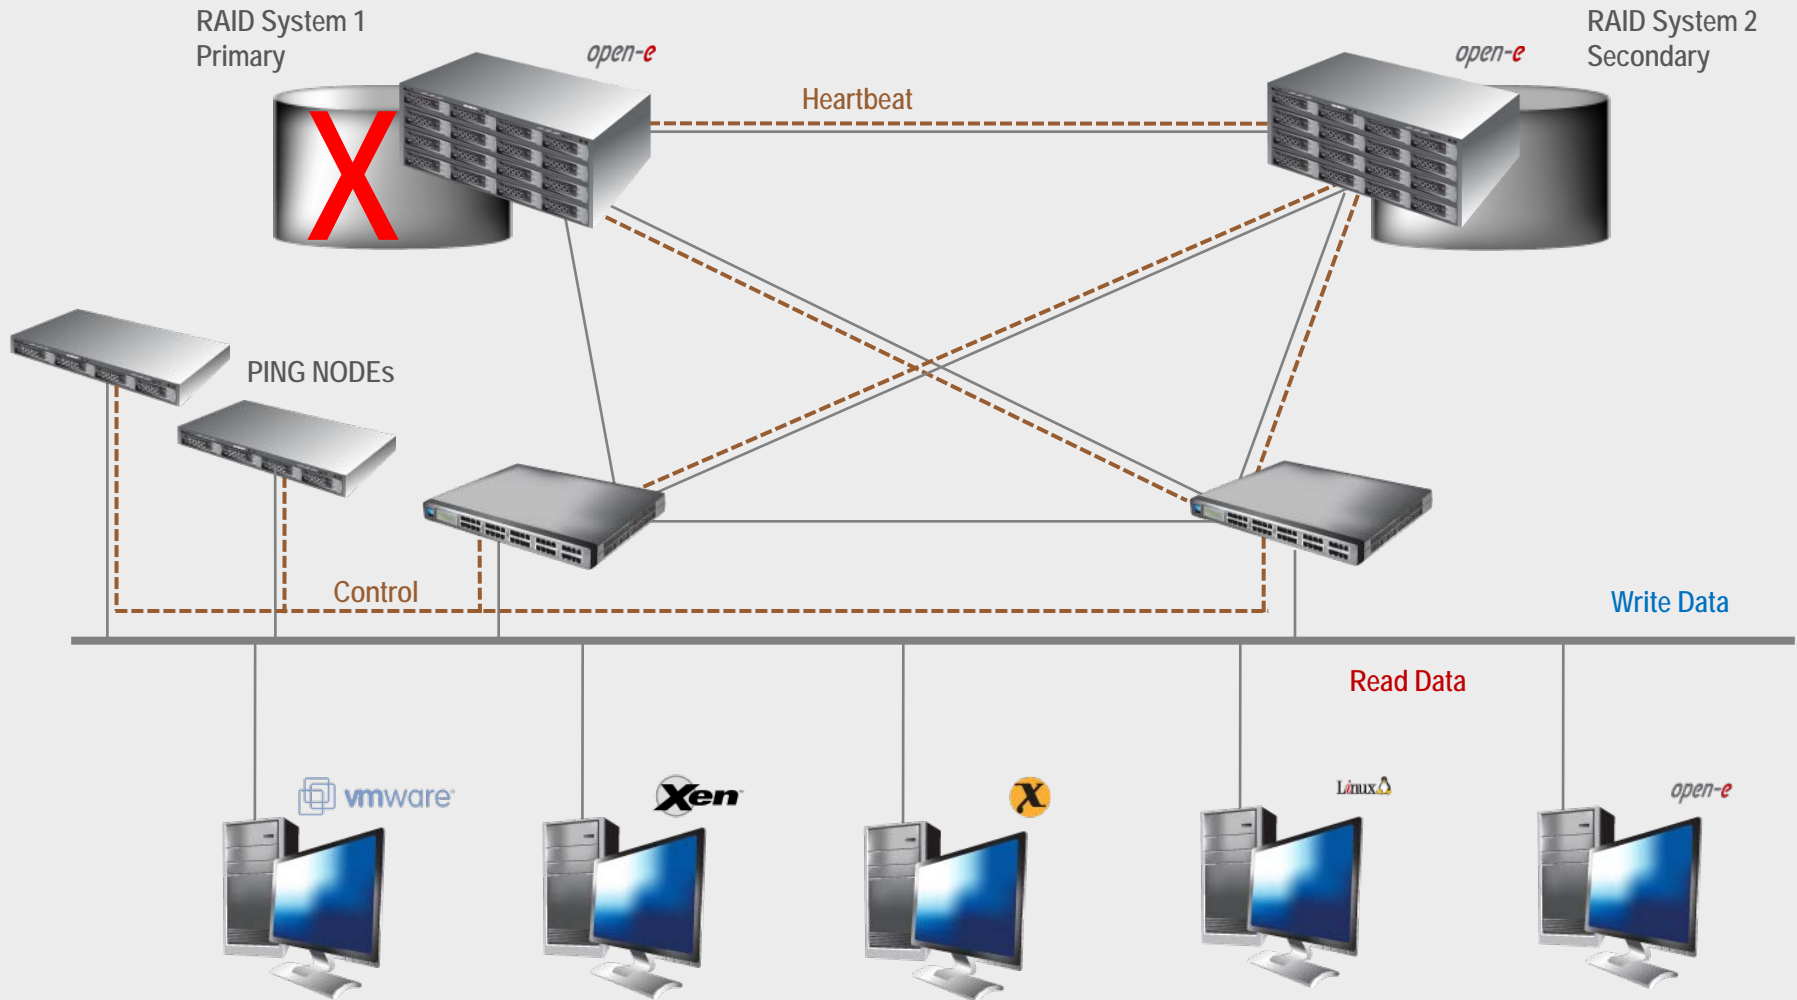 RAID System 1
Primary
open-e
open-e
RAID System 2
Secondary
Heartbeat
X
PING NODEs
Control
Write Data
Read Data
vmware
Xen
X
Linux
open-e